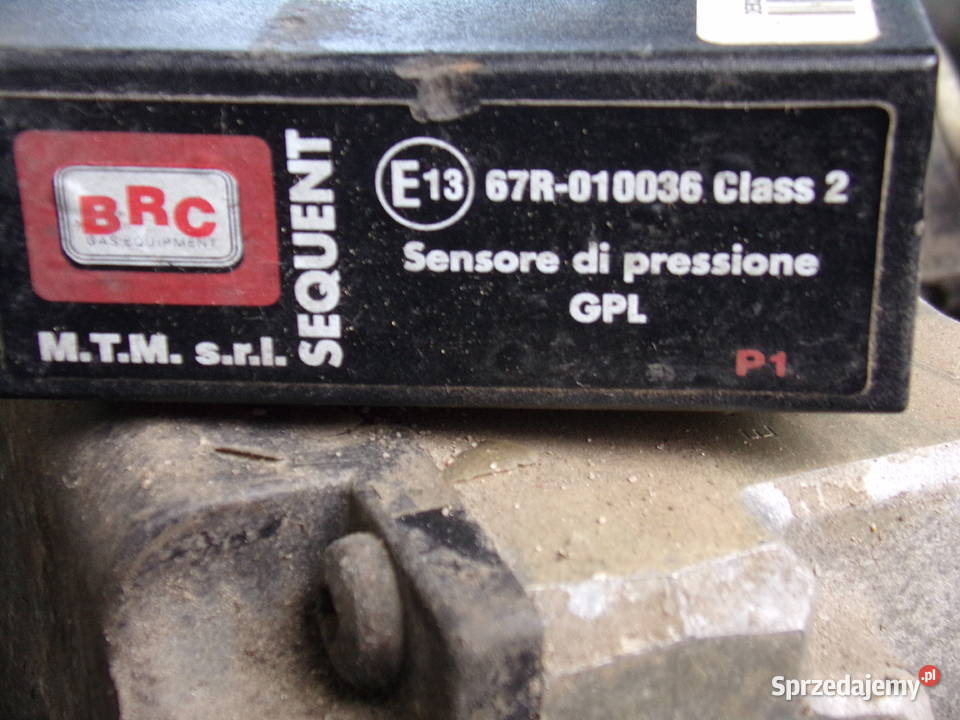 BRC
GAS EQUIPMENT
M.T.M. s.r.l.
SEQUENT
E13 67R-010036 Class 2
Sensore di pressione
GPL
P1
Sprzedajemy.pl